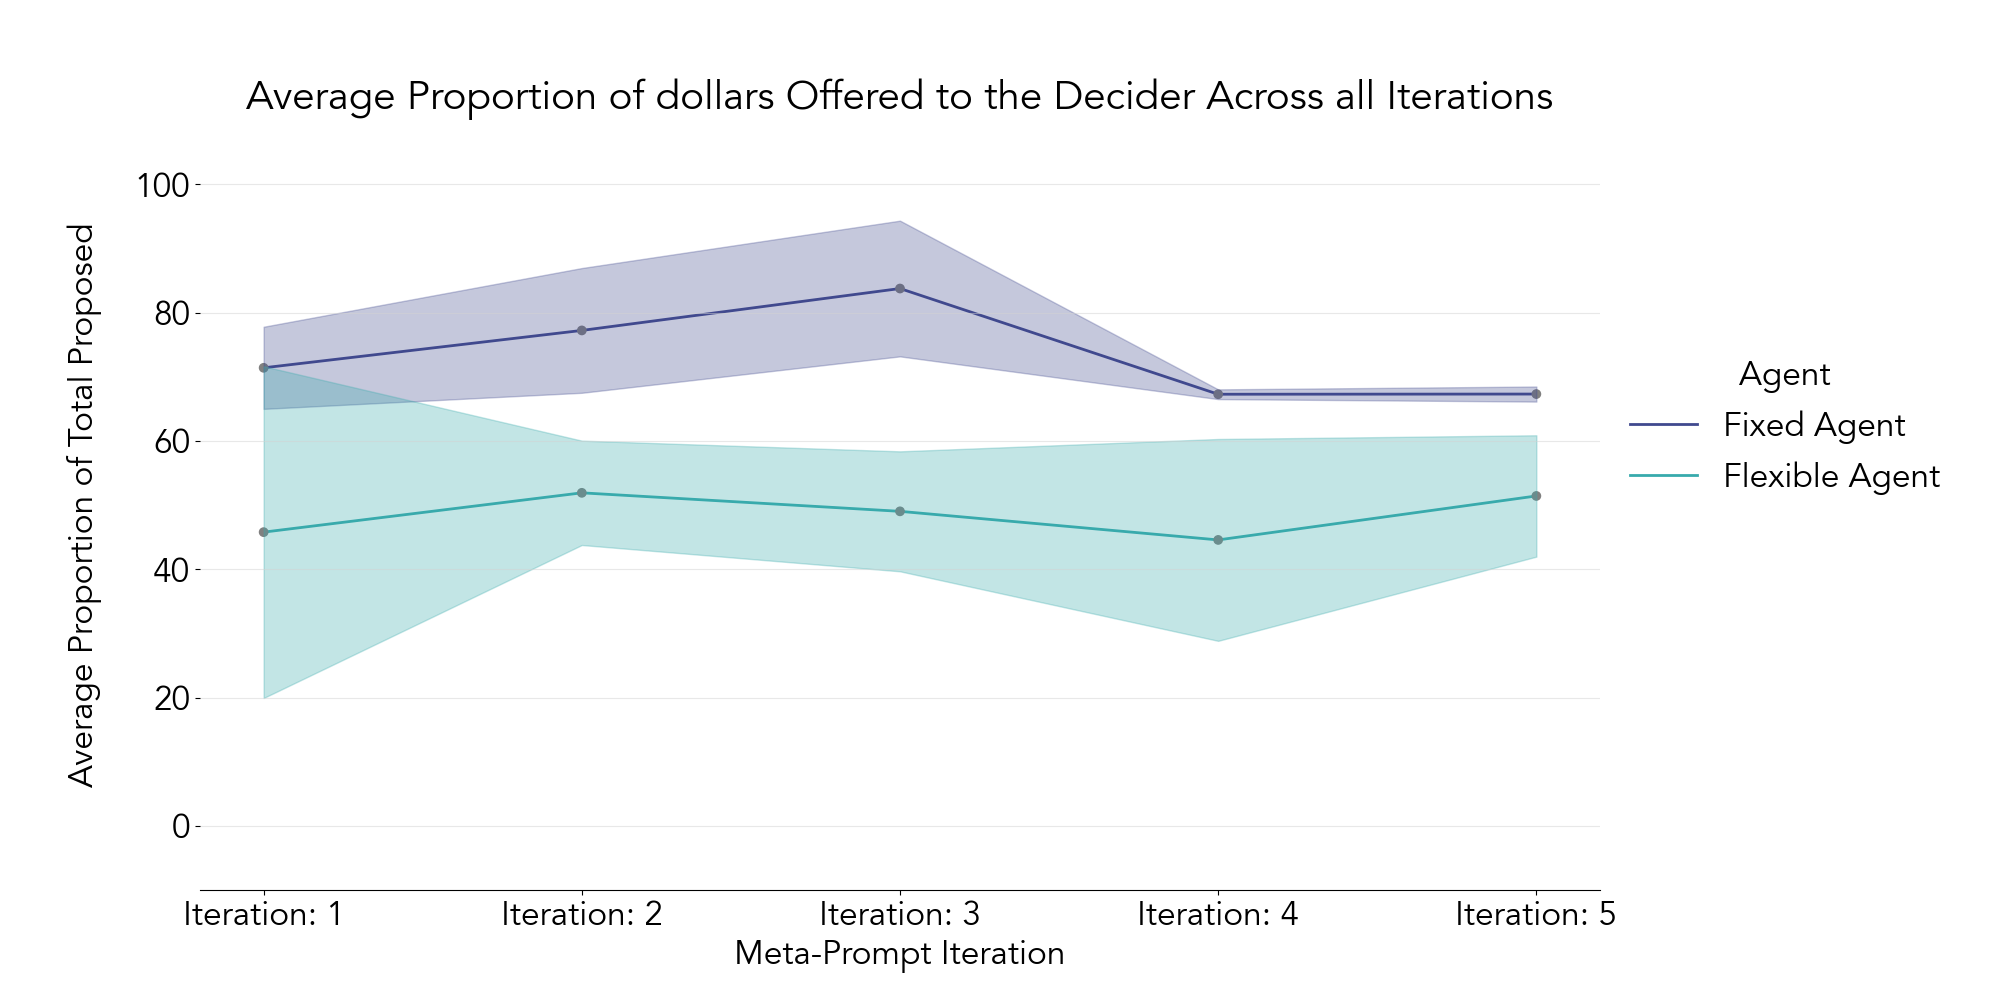 Average Proportion of dollars Offered to the Decider Across all Iterations
Average Proportion of Total Proposed
100
80
60
40
20
0
Iteration: 1
Iteration: 2
Iteration: 3
Iteration: 4
Iteration: 5
Meta-Prompt Iteration
Agent
Fixed Agent
Flexible Agent